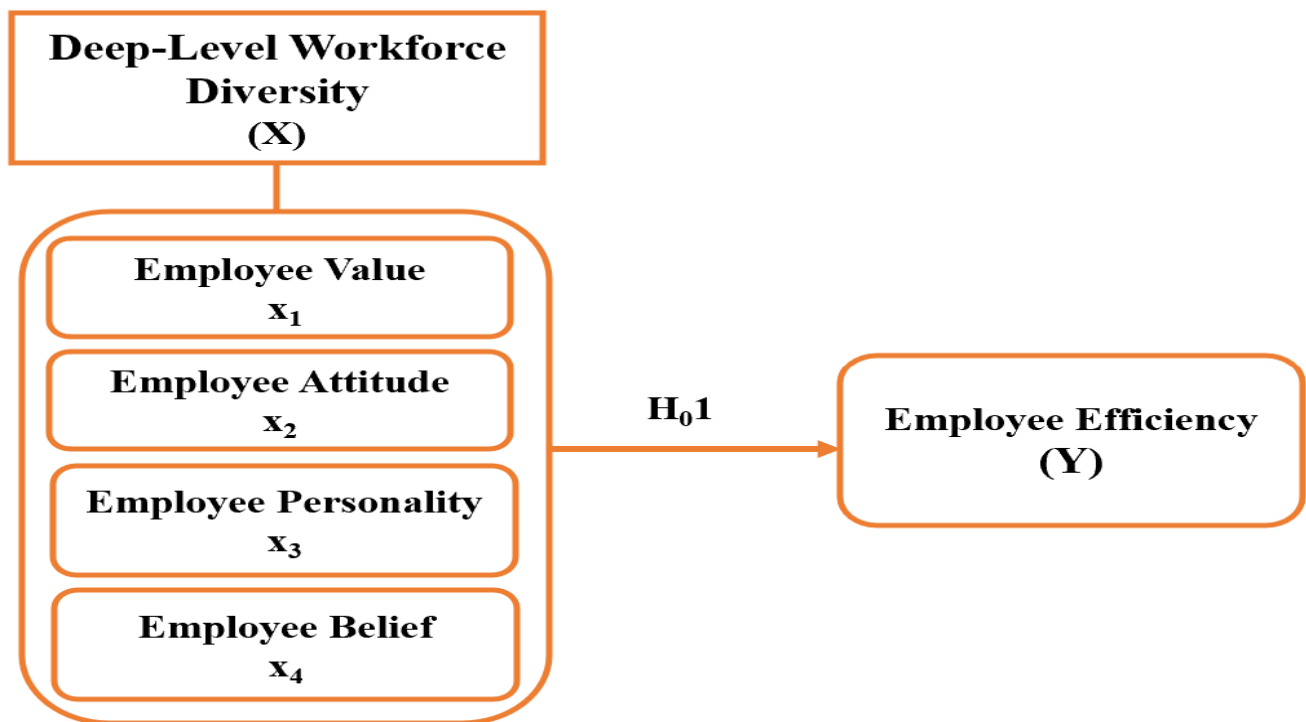 Deep-Level Workforce
Diversity
(X)
Employee Value
x₁
Employee Attitude
x₂
Employee Personality
x₃
Employee Belief
x₄
H₀1
Employee Efficiency
(Y)